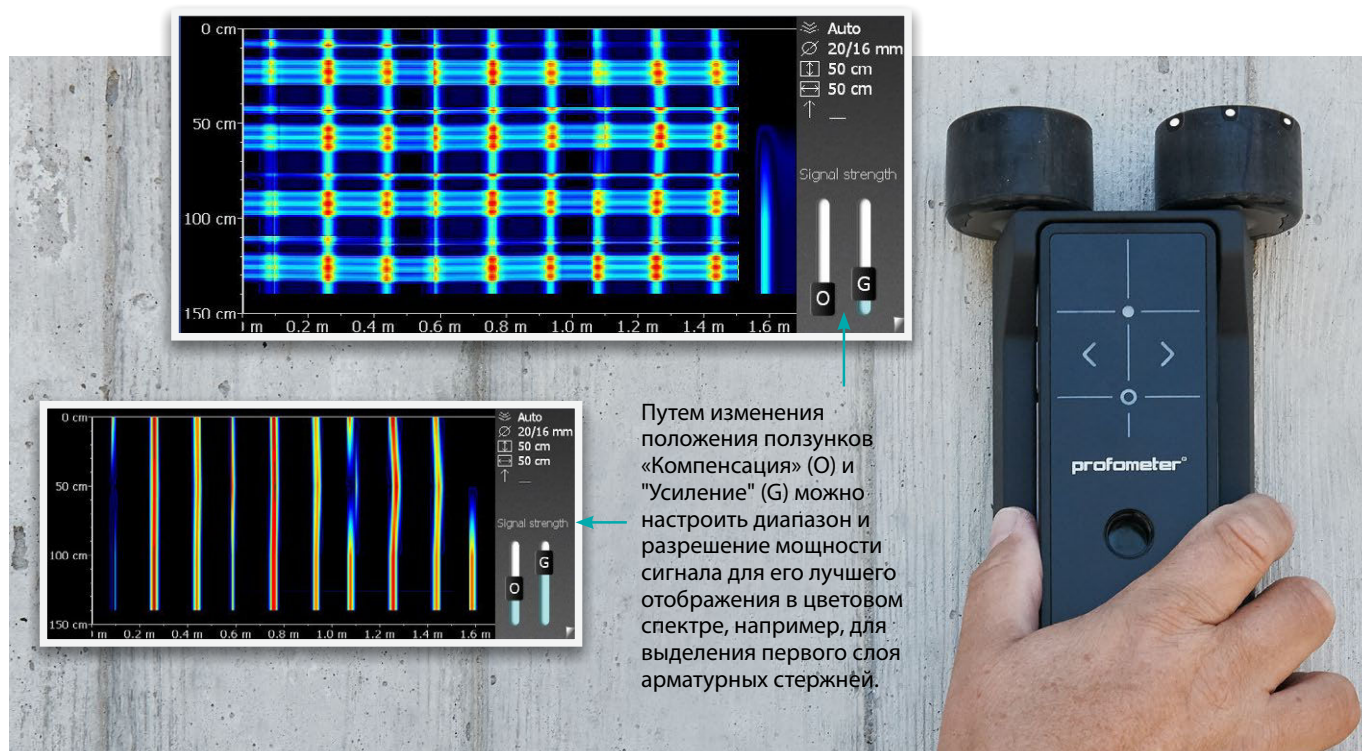 0 cm
50 cm
100 cm
150 cm
m 0.2 m 0.4 m 0.6 m 0.8 m 1.0 m 1.2 m 1.4 m 1.6 m
Auto
20/16 mm
50 cm
50 cm
Signal strength
O G
0 cm
50 cm
100 cm
150 cm
m 0.2 m 0.4 m 0.6 m 0.8 m 1.0 m 1.2 m 1.4 m 1.6 m
Auto
20/16 mm
50 cm
50 cm
Signal strength
O G
Путем изменения
положения ползунков
«Компенсация» (O) и
"Усиление" (G) можно
настроить диапазон и
разрешение мощности
сигнала для его лучшего
отображения в цветовом
спектре, например, для
выделения первого слоя
арматурных стержней.
profometer®